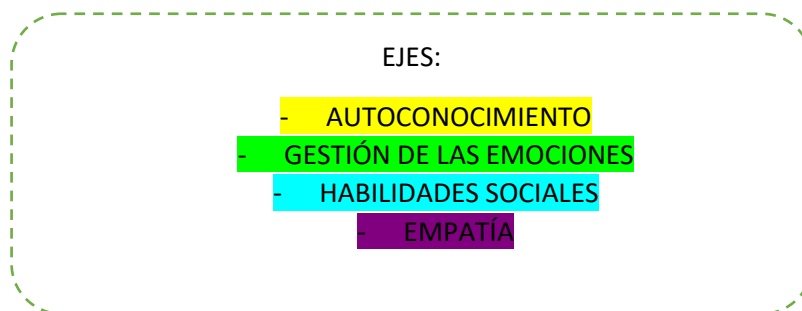 EJES:
- AUTOCONOCIMIENTO
- GESTIÓN DE LAS EMOCIONES
- HABILIDADES SOCIALES
- EMPATÍA